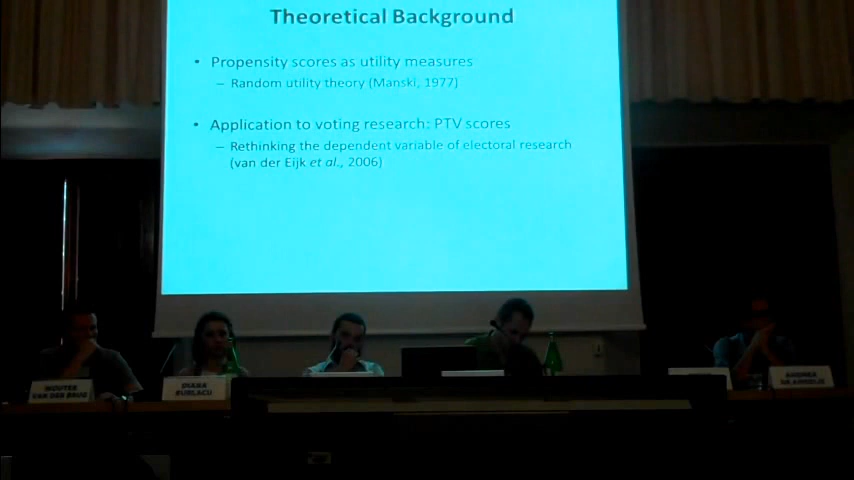 Theoretical Background
• Propensity scores as utility measures
– Random utility theory (Manski, 1977)
• Application to voting research: PTV scores
– Rethinking the dependent variable of electoral research
(van der Eijk et al., 2006)
WOUTER
VAN DER BRUG
DIANA
BURLACU
ANDREA